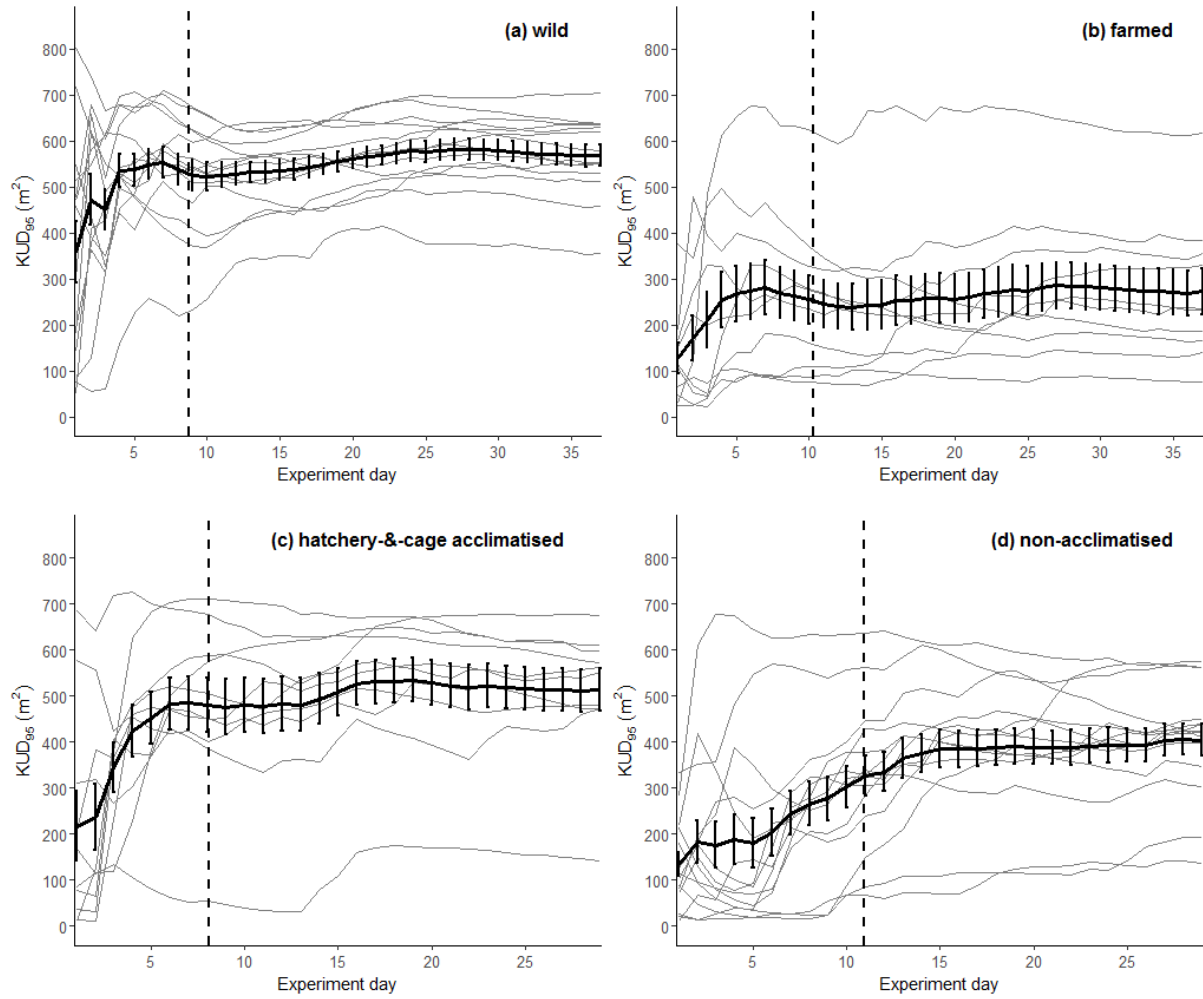 (a) wild
KUD95 (m²)
800
700
600
500
400
300
200
100
0
5 10 15 20 25 30 35
Experiment day
(b) farmed
KUD95 (m²)
800
700
600
500
400
300
200
100
0
5 10 15 20 25 30 35
Experiment day
(c) hatchery-&-cage acclimatised
KUD95 (m²)
800
700
600
500
400
300
200
100
0
5 10 15 20 25
Experiment day
(d) non-acclimatised
KUD95 (m²)
800
700
600
500
400
300
200
100
0
5 10 15 20 25
Experiment day